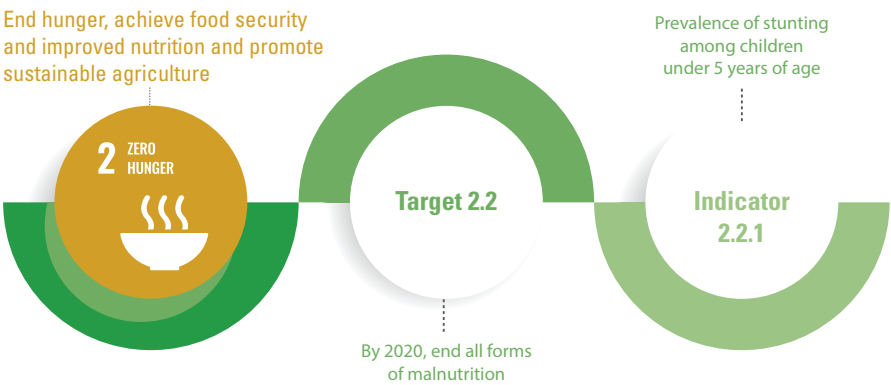 End hunger, achieve food security
and improved nutrition and promote
sustainable agriculture
2 ZERO
HUNGER
Target 2.2
By 2020, end all forms
of malnutrition
Prevalence of stunting
among children
under 5 years of age
Indicator
2.2.1